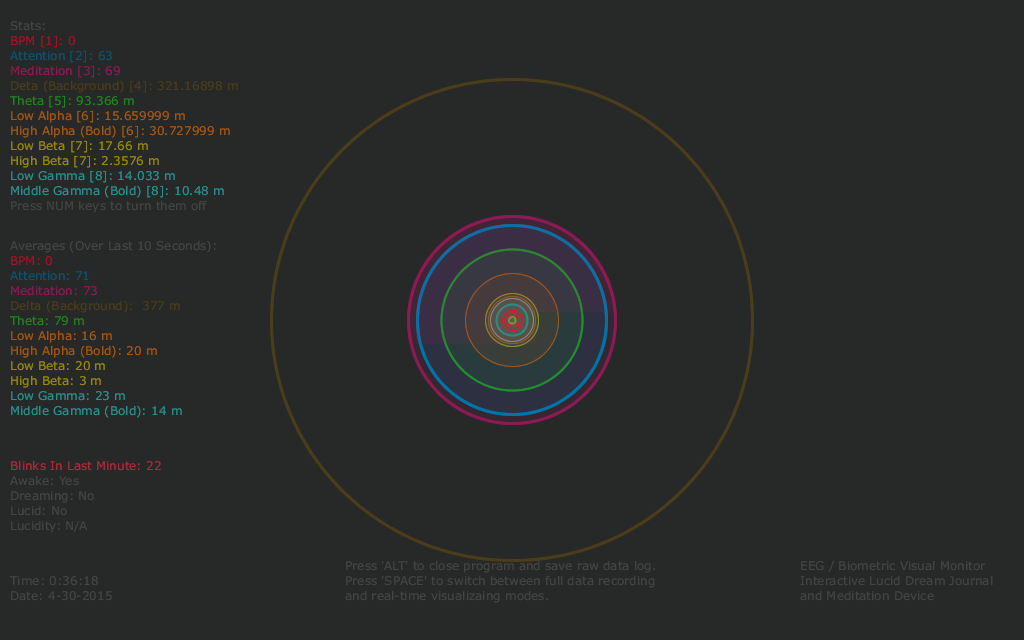 Stats:
BPM [1]: 0
Attention [2]: 63
Meditation [3]: 69
Deta (Background) [4]: 321.16898 m
Theta [5]: 93.366 m
Low Alpha [6]: 15.659999 m
High Alpha (Bold) [6]: 30.727999 m
Low Beta [7]: 17.66 m
High Beta [7]: 2.3576 m
Low Gamma [8]: 14.033 m
Middle Gamma (Bold) [8]: 10.48 m
Press NUM keys to turn them off
Averages (Over Last 10 Seconds):
BPM: 0
Attention: 71
Meditation: 73
Delta (Background):  377 m
Theta: 79 m
Low Alpha: 16 m
High Alpha (Bold): 20 m
Low Beta: 20 m
High Beta: 3 m
Low Gamma: 23 m
Middle Gamma (Bold): 14 m
Blinks In Last Minute: 22
Awake: Yes
Dreaming: No
Lucid: No
Lucidity: N/A
Time: 0:36:18
Date: 4-30-2015
Press 'ALT' to close program and save raw data log.
Press 'SPACE' to switch between full data recording
and real-time visualizaing modes.
EEG / Biometric Visual Monitor
Interactive Lucid Dream Journal
and Meditation Device